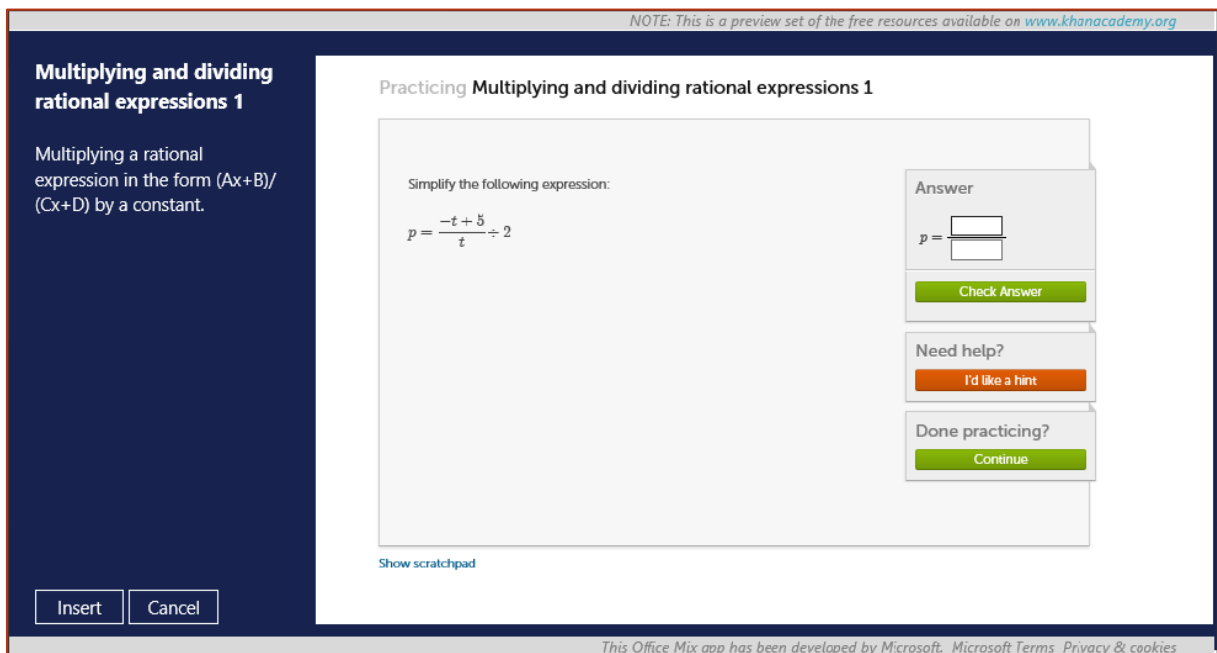 NOTE: This is a preview set of the free resources available on www.khanacademy.org
Multiplying and dividing
rational expressions 1
Multiplying a rational
expression in the form (Ax+B)/
(Cx+D) by a constant.
Practicing Multiplying and dividing rational expressions 1
Simplify the following expression:
p = \frac{-t + 5}{t} ÷ 2
Answer
p =
Check Answer
Need help?
I'd like a hint
Done practicing?
Continue
Show scratchpad
Insert Cancel
This Office Mix app has been developed by Microsoft. Microsoft Terms Privacy & cookies